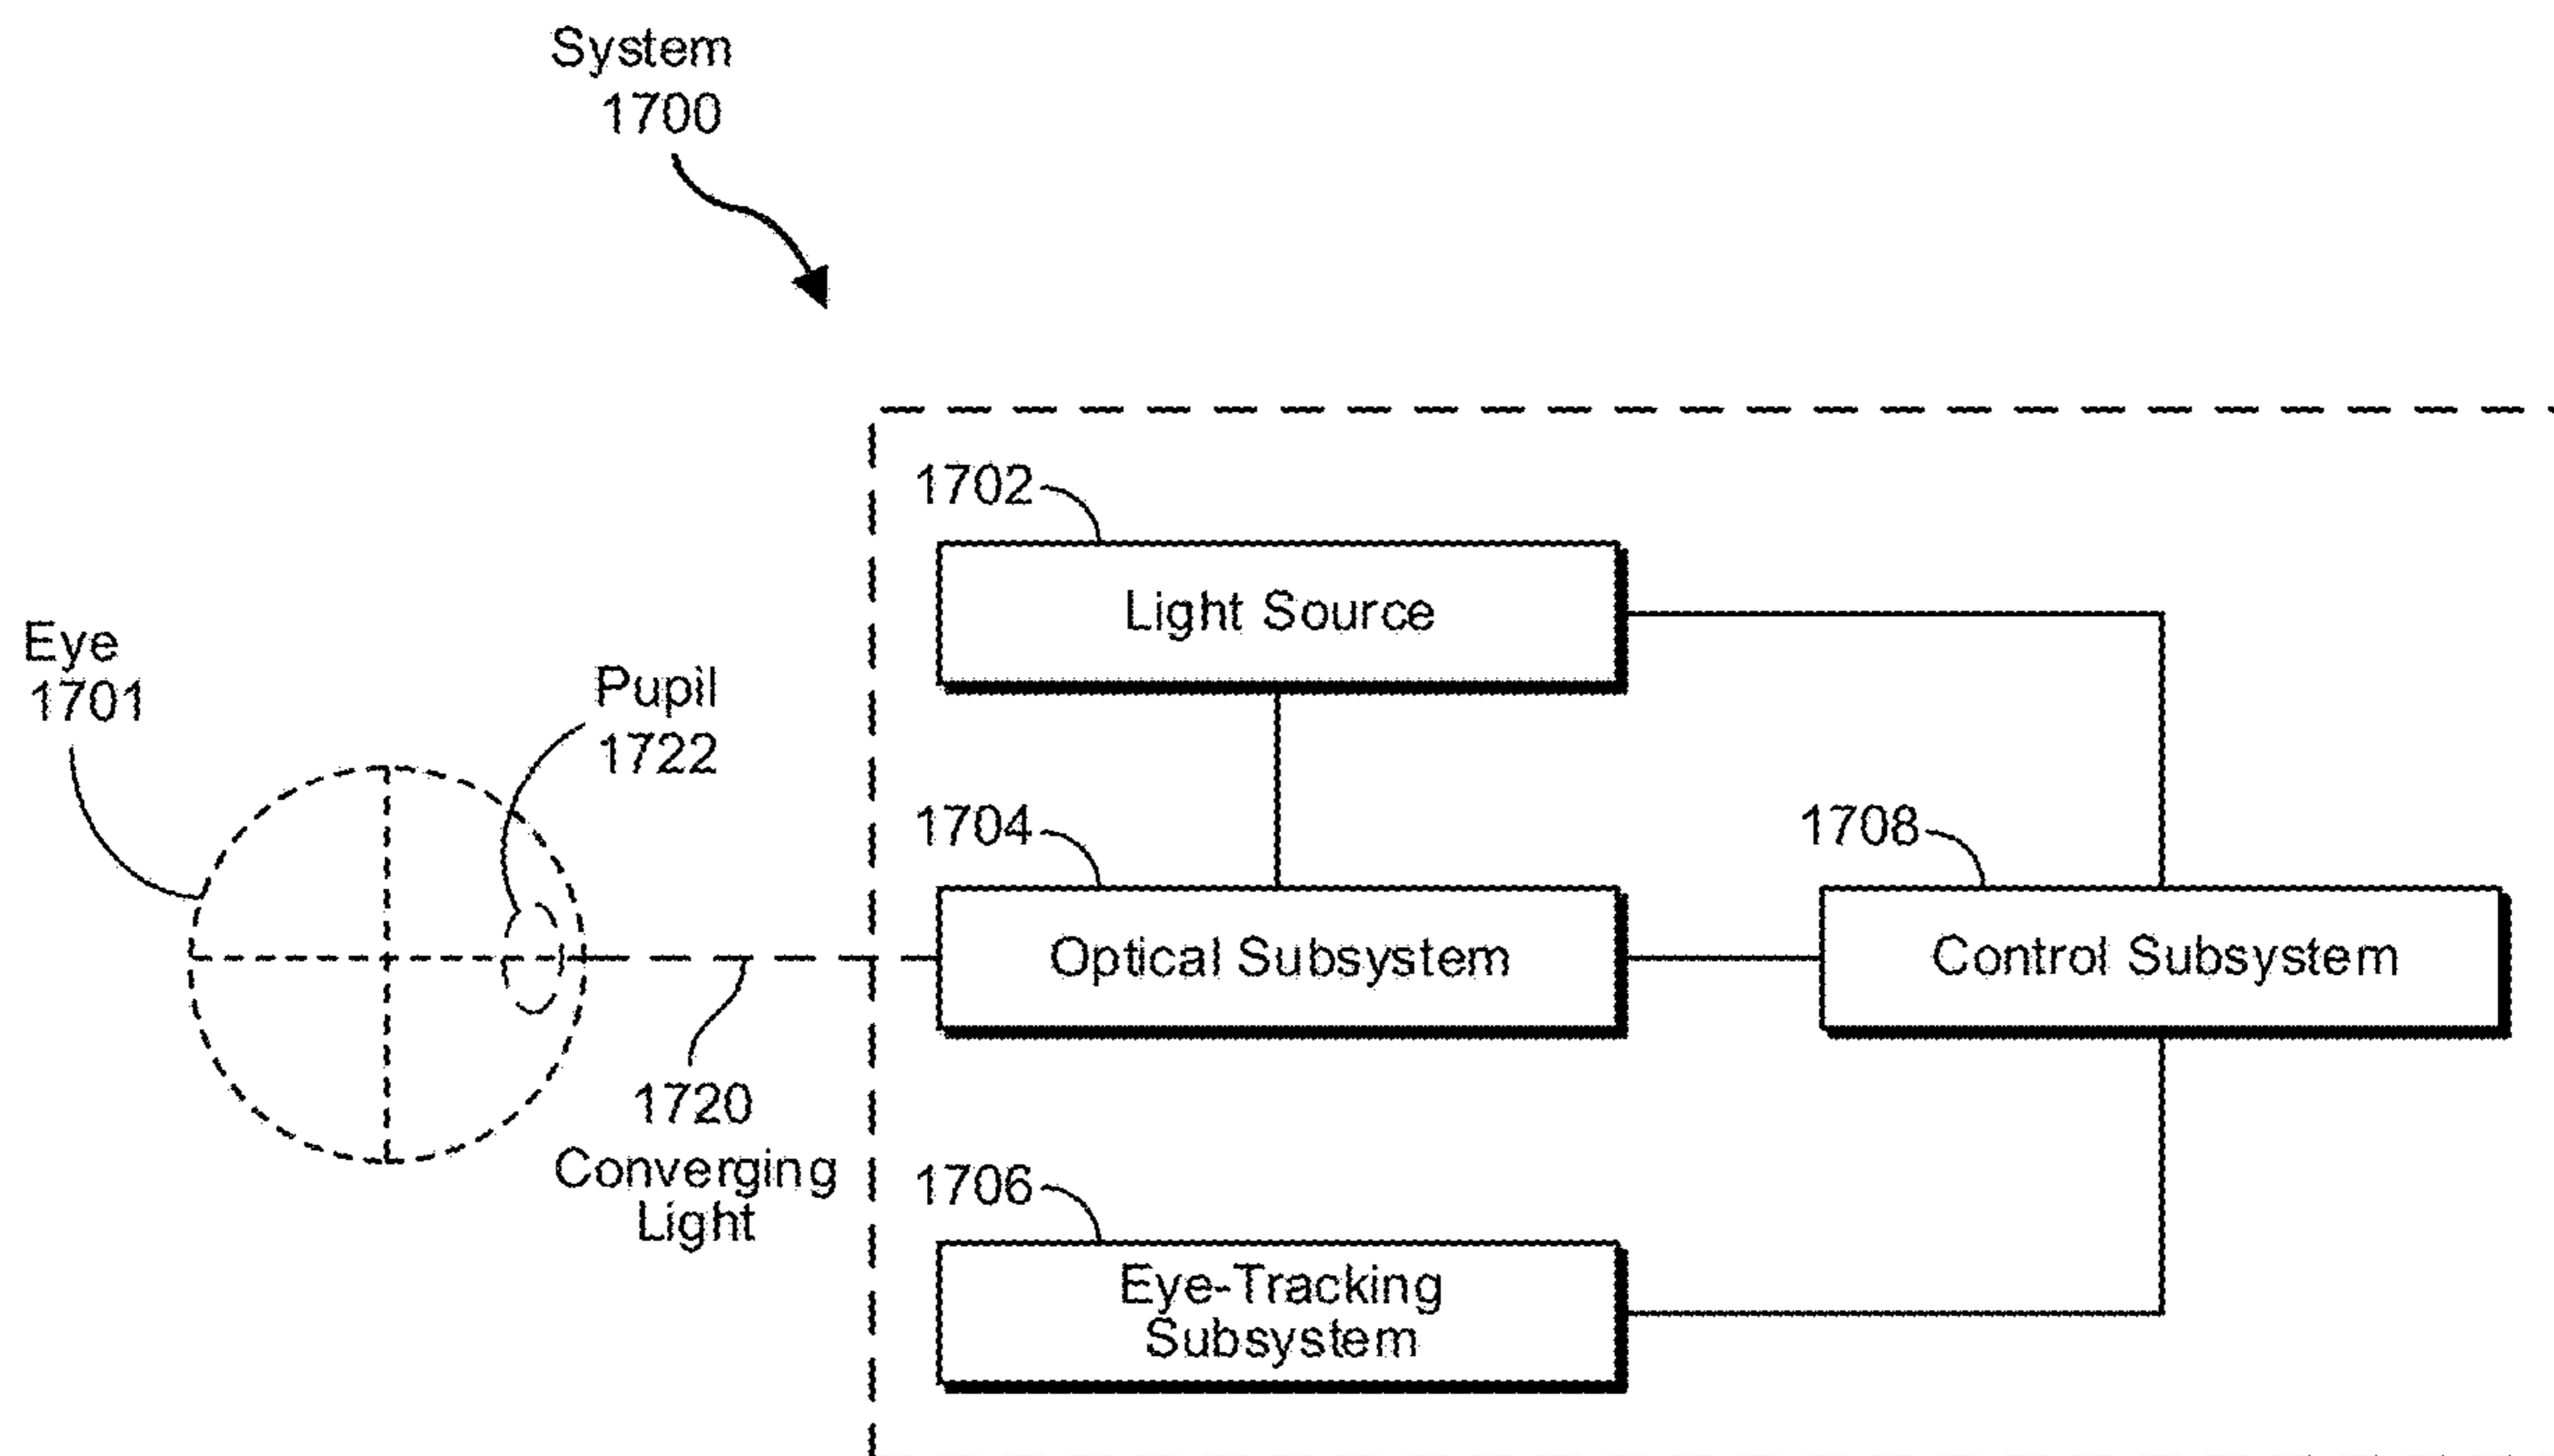 System
1700
1702
Light Source
Eye
1701
Pupil
1722
1704
1708
Optical Subsystem
Control Subsystem
1720
Converging
Light
1706
Eye-Tracking
Subsystem